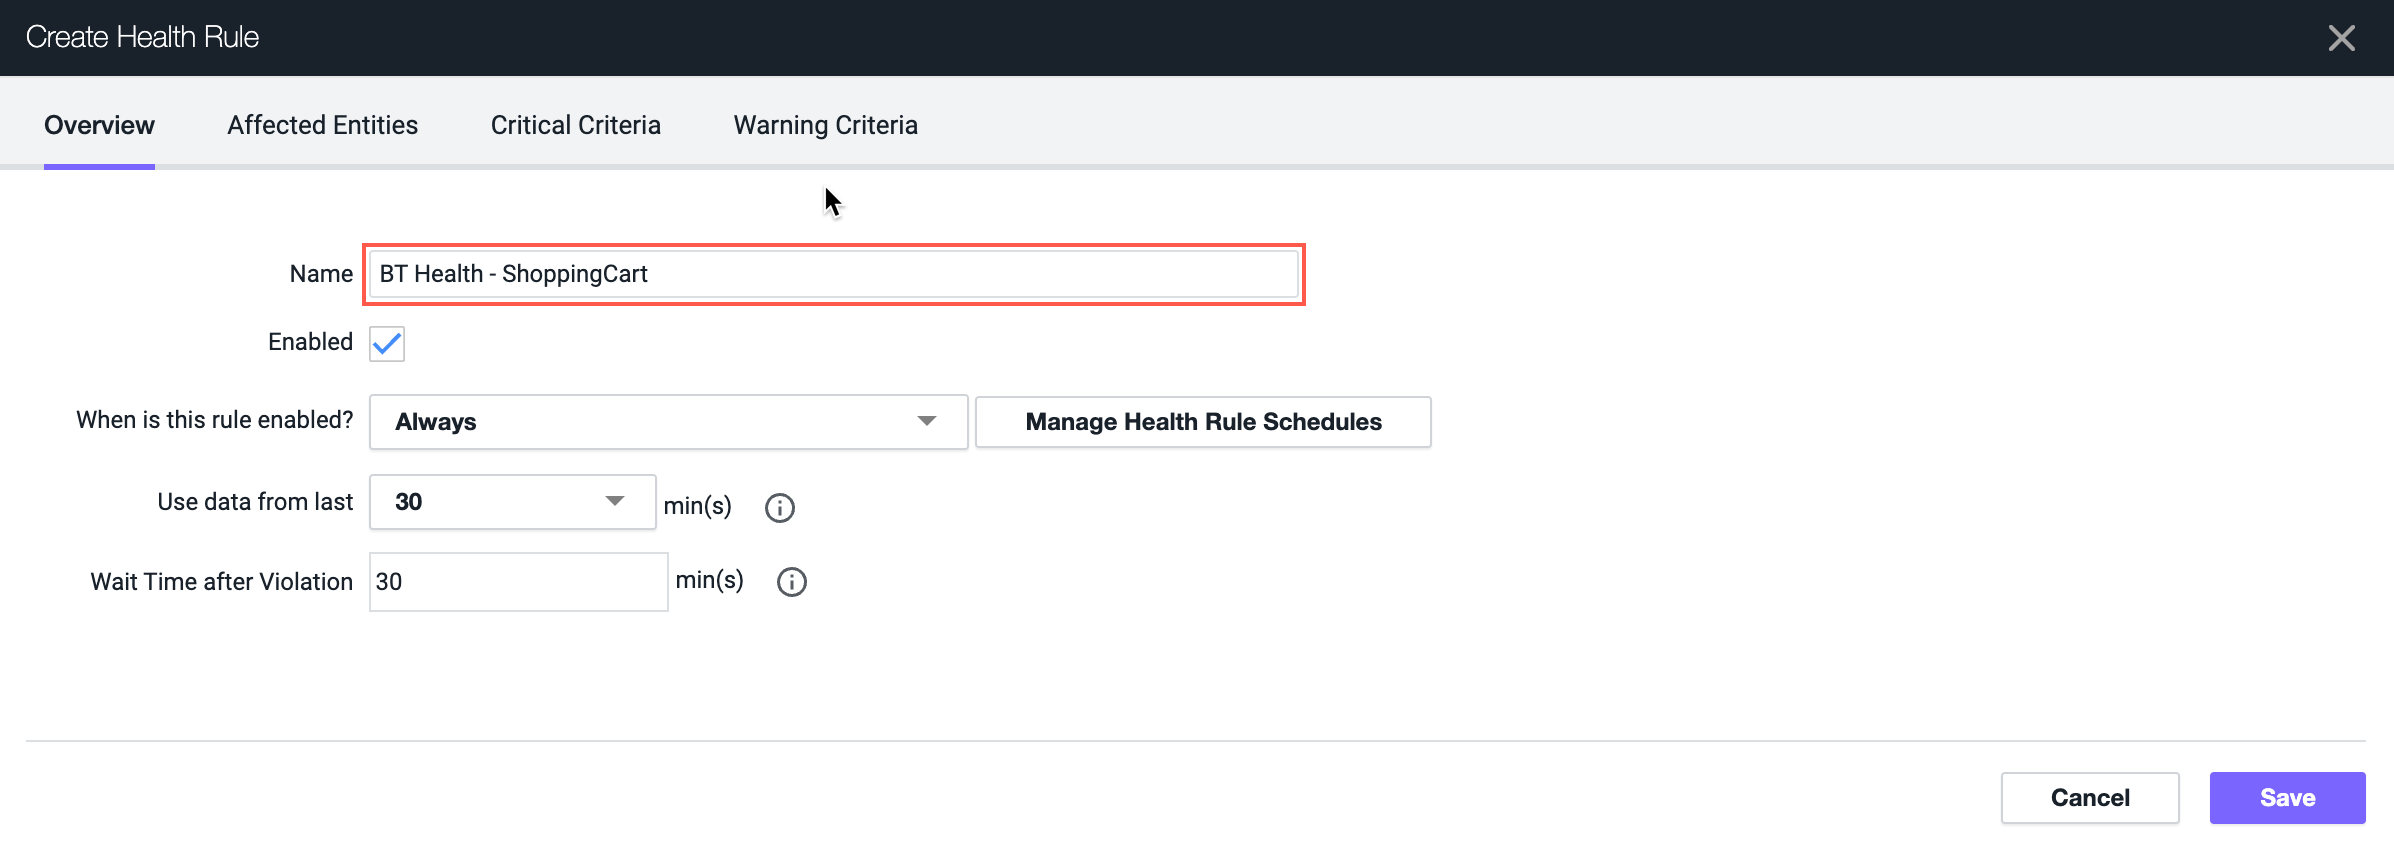 Create Health Rule
Overview Affected Entities Critical Criteria Warning Criteria
Name BT Health - ShoppingCart
Enabled
When is this rule enabled? Always Manage Health Rule Schedules
Use data from last 30 min(s)
Wait Time after Violation 30 min(s)
Cancel Save